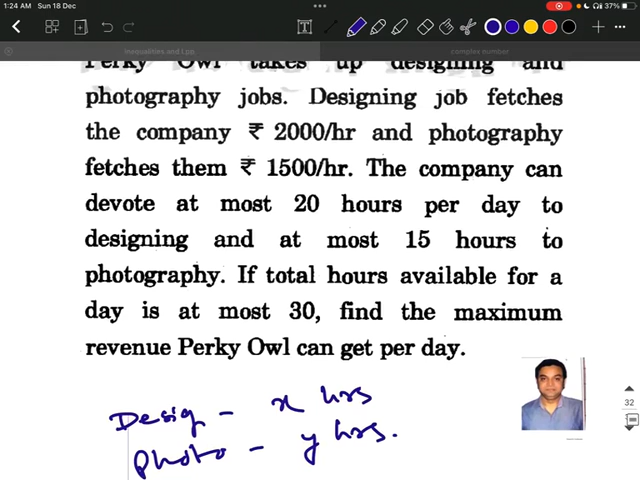 1:24 AM Sun 18 Dec
37%
Inequalities and l.pp.
complex number
Perky Owl takes up designing and
photography jobs. Designing job fetches
the company ₹ 2000/hr and photography
fetches them ₹ 1500/hr. The company can
devote at most 20 hours per day to
designing and at most 15 hours to
photography. If total hours available for a
day is at most 30, find the maximum
revenue Perky Owl can get per day.
Desig - x hrs
Photo - y hrs.
32